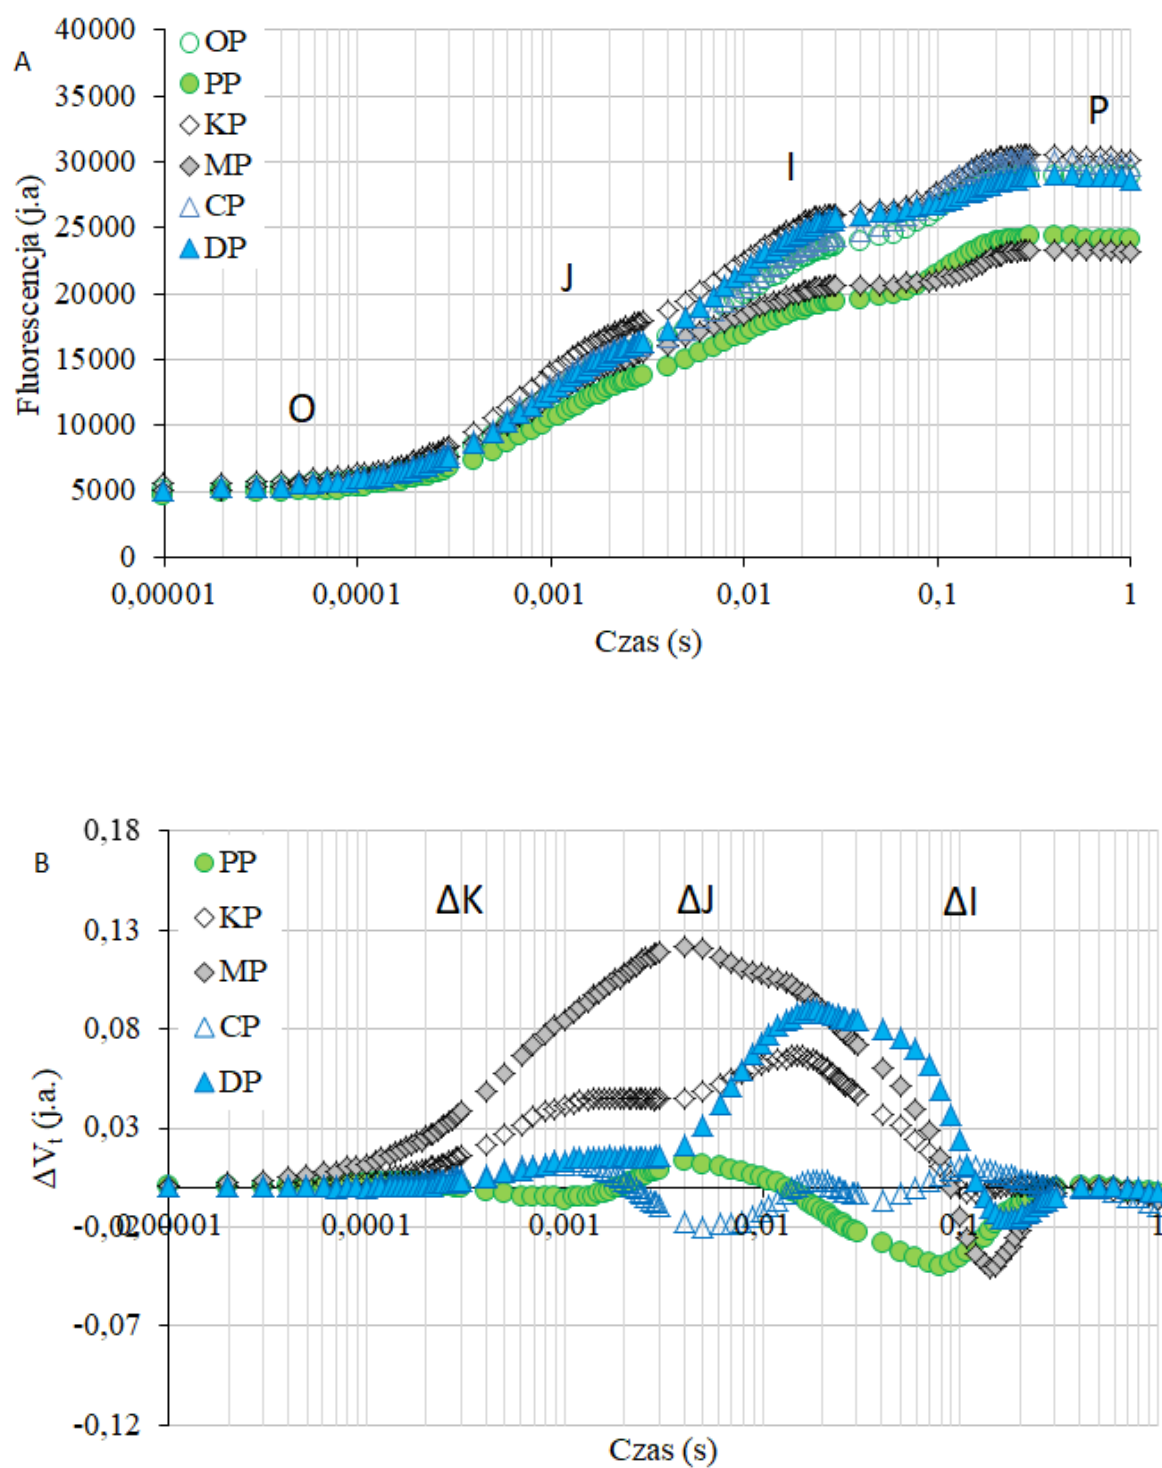 A
40000
35000
30000
25000
20000
15000
10000
5000
0
Fluorescencja (j.a)
OP
PP
KP
MP
CP
DP
O
J
I
P
0,00001 0,0001 0,001 0,01 0,1 1
Czas (s)
B
0,18
0,13
0,08
0,03
-0,02
-0,07
-0,12
ΔVt (j.a.)
PP
KP
MP
CP
DP
ΔK ΔJ ΔI
0,00001 0,0001 0,001 0,01 0,1 1
Czas (s)